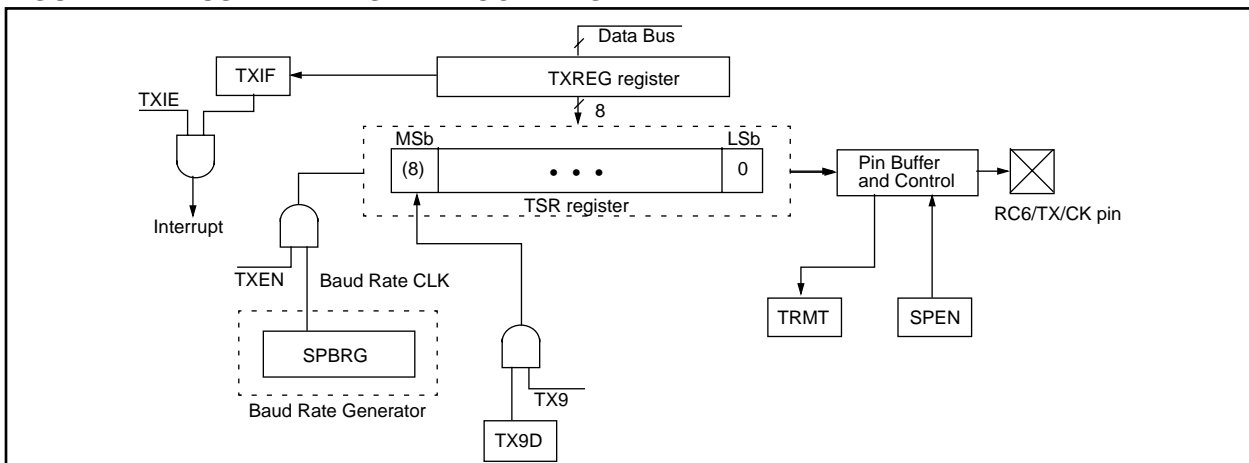 Data Bus
TXIF
TXREG register
TXIE
8
MSb
LSb
(8)
• • •
0
Pin Buffer
and Control
TSR register
Interrupt
RC6/TX/CK pin
TXEN
Baud Rate CLK
TRMT
SPEN
SPBRG
TX9
Baud Rate Generator
TX9D